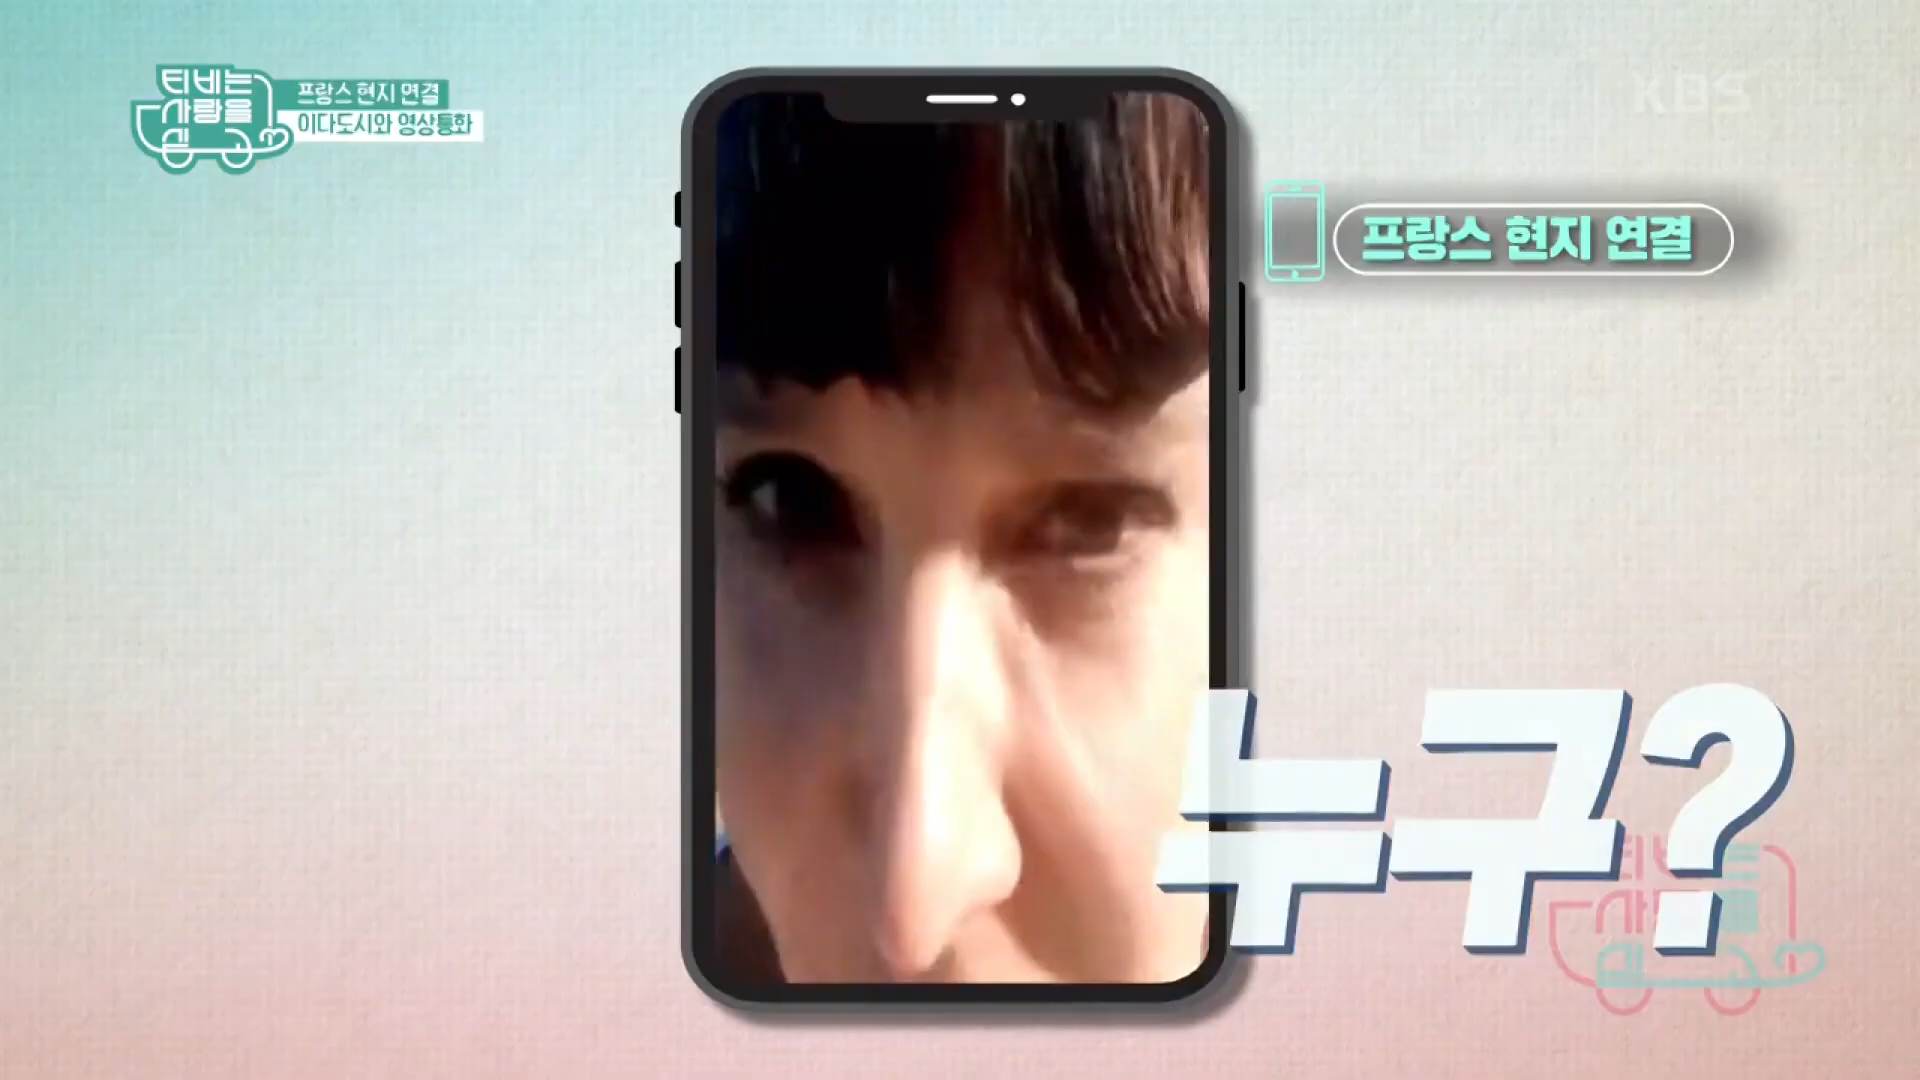 티비는
사람을
싣고
프랑스 현지 연결
이다도시와 영상통화
KBS
프랑스 현지 연결
누구?